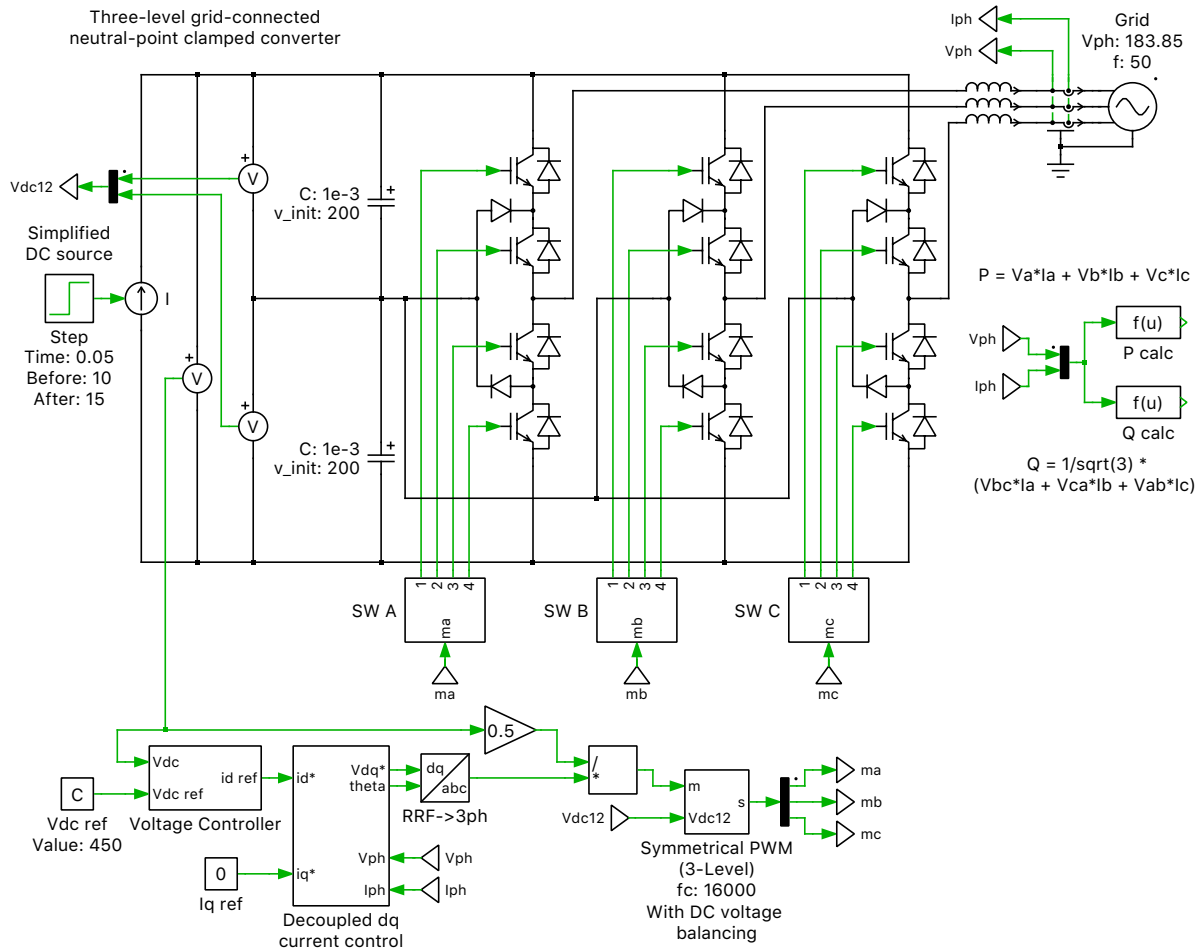 Three-level grid-connected
neutral-point clamped converter
Iph
Vph
Grid
Vph: 183.85
f: 50
V
Vdc12
C: 1e-3
v_init: 200
Simplified
DC source
I
Step
Time: 0.05
Before: 10
After: 15
V
V
C: 1e-3
v_init: 200
P = Va*Ia + Vb*Ib + Vc*Ic
Vph
Iph
f(u)
P calc
f(u)
Q calc
Q = 1/sqrt(3) *
(Vbc*Ia + Vca*Ib + Vab*Ic)
1 2 3 4
SW A
ma
ma
1 2 3 4
SW B
mb
mb
1 2 3 4
SW C
mc
mc
0.5
Vdc
id ref
Vdc ref
Voltage Controller
C
Vdc ref
Value: 450
0
Iq ref
id*
Vdq*
theta
Vph
Iph
iq*
Decoupled dq
current control
Vph
Iph
dq
abc
RRF->3ph
/
*
Vdc12
m
s
Vdc12
Symmetrical PWM
(3-Level)
fc: 16000
With DC voltage
balancing
ma
mb
mc